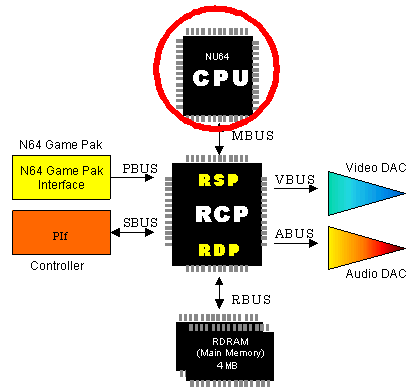 NU64
CPU
MBUS
N64 Game Pak
N64 Game Pak
Interface
PBUS
RSP
RCP
RDP
VBUS
Video DAC
SBUS
PIf
Controller
ABUS
Audio DAC
RBUS
RDRAM
(Main Memory)
4 MB